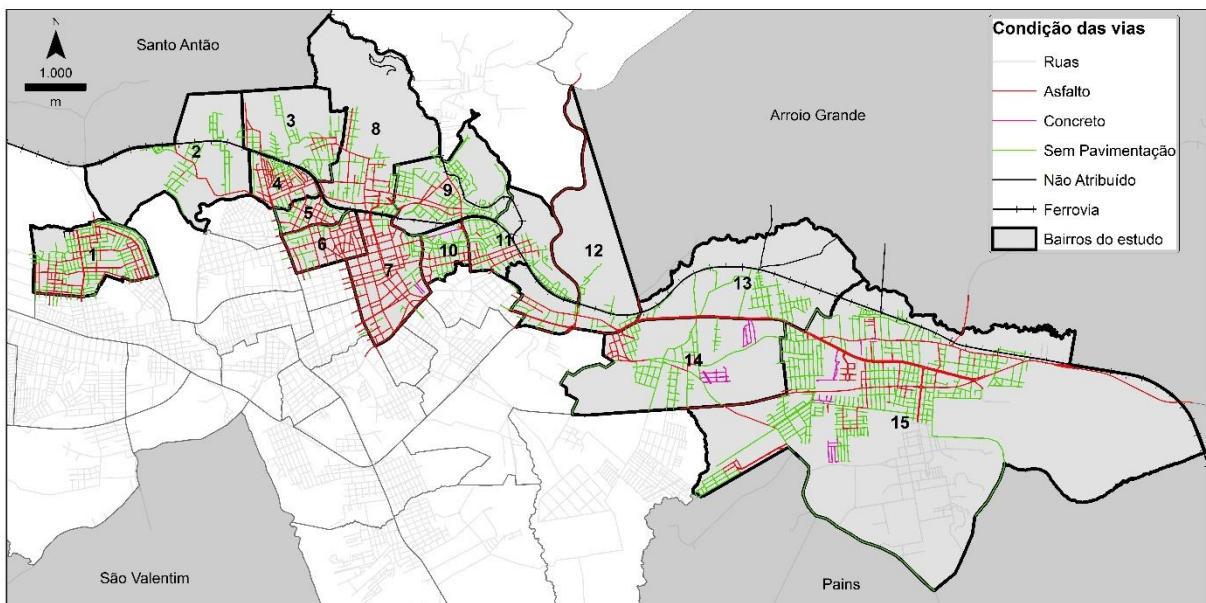 Santo Antão
N
1.000
m
Condição das vias
Ruas
Asfalto
Concreto
Sem Pavimentação
Não Atribuído
Ferrovia
Bairros do estudo
Arroio Grande
3
8
2
4
9
5
6
10
11
1
7
12
13
14
15
São Valentim
Pains